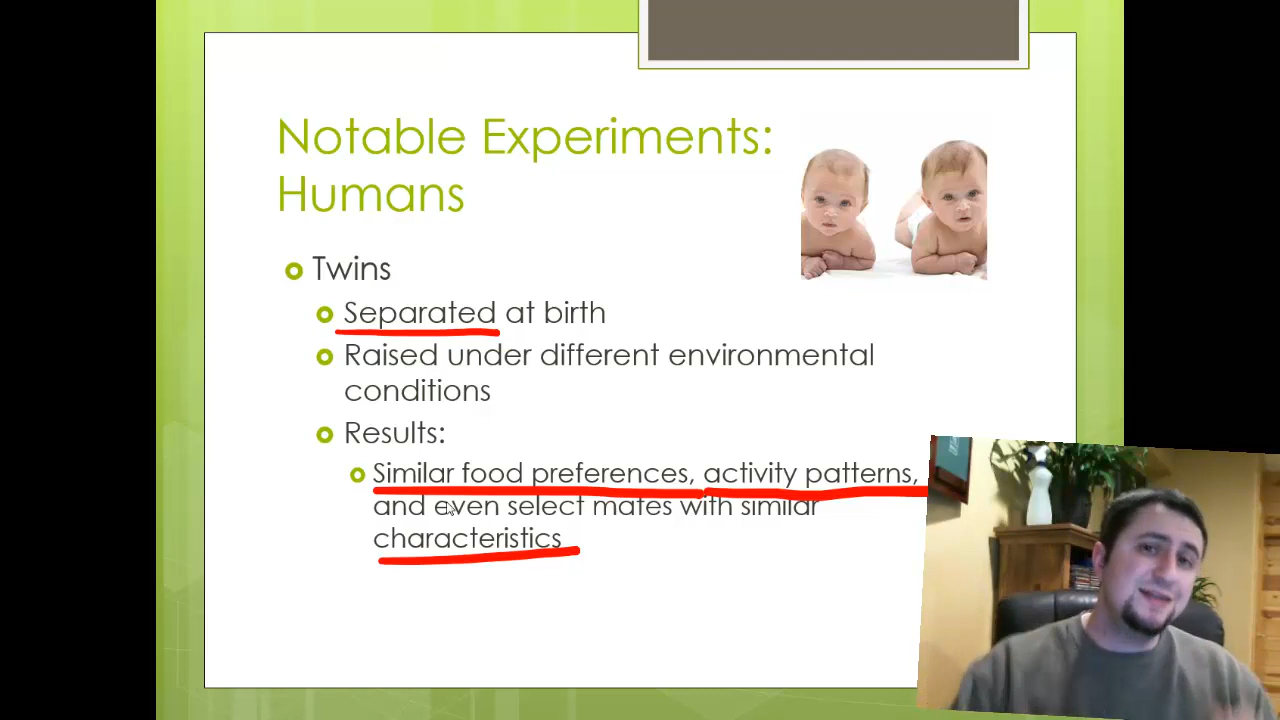 Notable Experiments:
Humans
Twins
Separated at birth
Raised under different environmental
conditions
Results:
Similar food preferences, activity patterns,
and even select mates with similar
characteristics